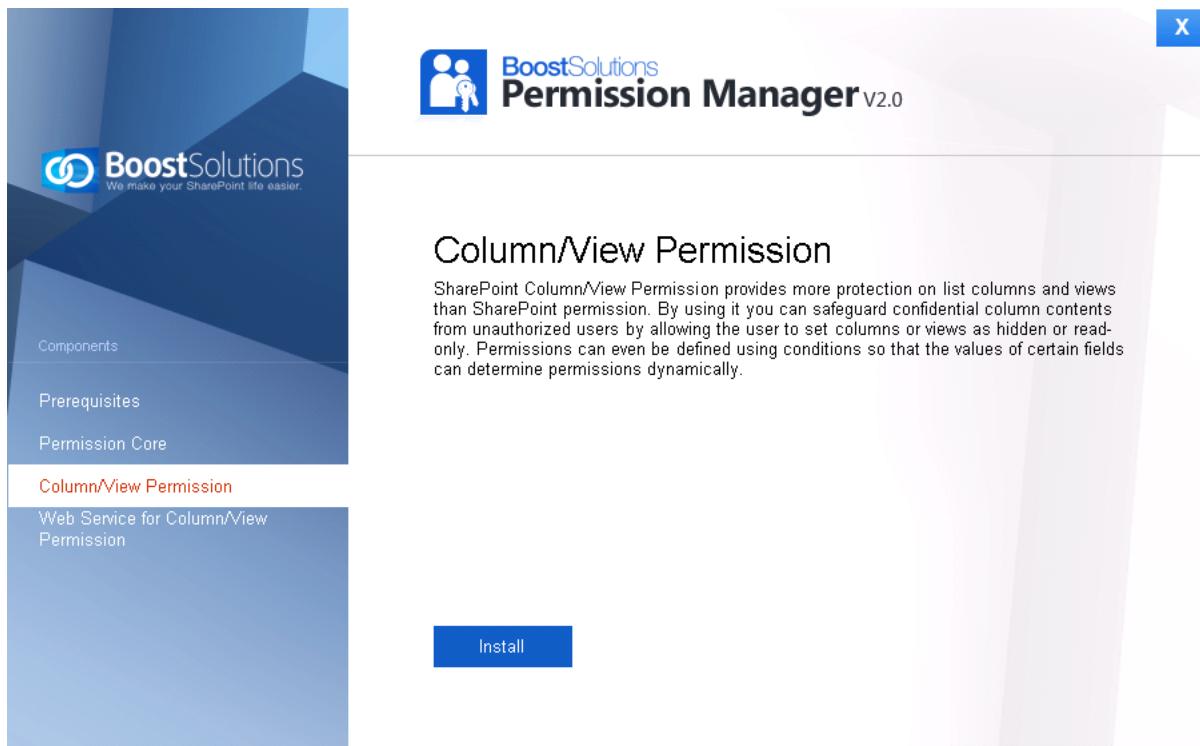 X
BoostSolutions
Permission Manager V2.0
BoostSolutions
We make your SharePoint life easier.
Components
Prerequisites
Permission Core
Column/View Permission
Web Service for Column/View
Permission
Column/View Permission
SharePoint Column/View Permission provides more protection on list columns and views
than SharePoint permission. By using it you can safeguard confidential column contents
from unauthorized users by allowing the user to set columns or views as hidden or read-
only. Permissions can even be defined using conditions so that the values of certain fields
can determine permissions dynamically.
Install